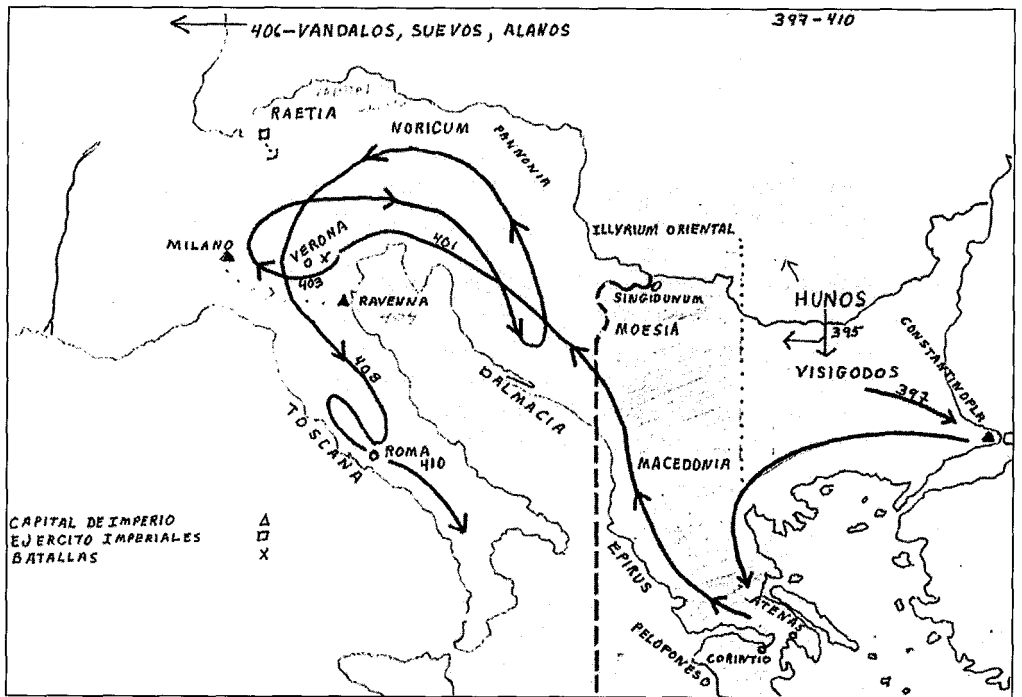 406-VANDALOS, SUEVOS, ALANOS
397-410
RAETIA
NORICUM
PANNONIA
ILLYRIUM ORIENTAL
MILANO
VERONA
X
401
403
SINGIDUNUM
HUNOS
RAVENNA
MOESIA
395
CONSTANTINOPLA
VISIGODOS
397
408
DALMACIA
TOSCANA
ROMA
410
MACEDONIA
CAPITAL DE IMPERIO
EJERCITO IMPERIALES
BATALLAS X
EPIRUS
ATENAS
PELOPONESO
CORINTIO